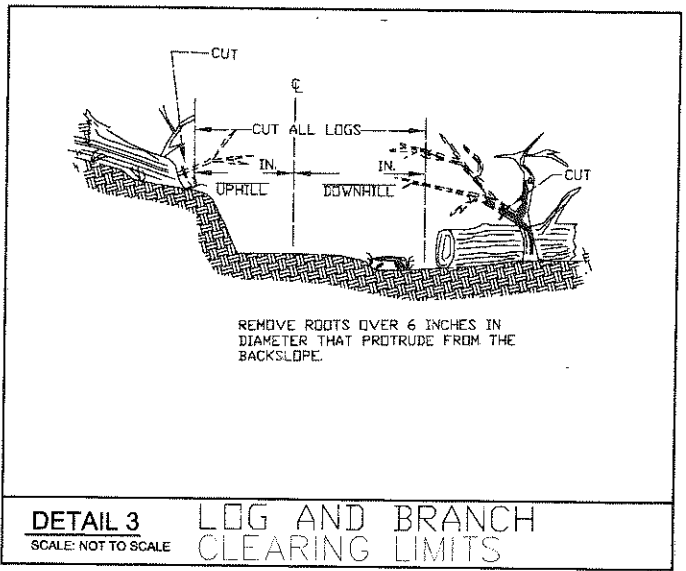 CUT
℄
CUT ALL LOGS
IN. IN.
UPHILL DOWNHILL
CUT
REMOVE ROOTS OVER 6 INCHES IN
DIAMETER THAT PROTRUDE FROM THE
BACKSLOPE.
DETAIL 3
SCALE: NOT TO SCALE
LOG AND BRANCH
CLEARING LIMITS